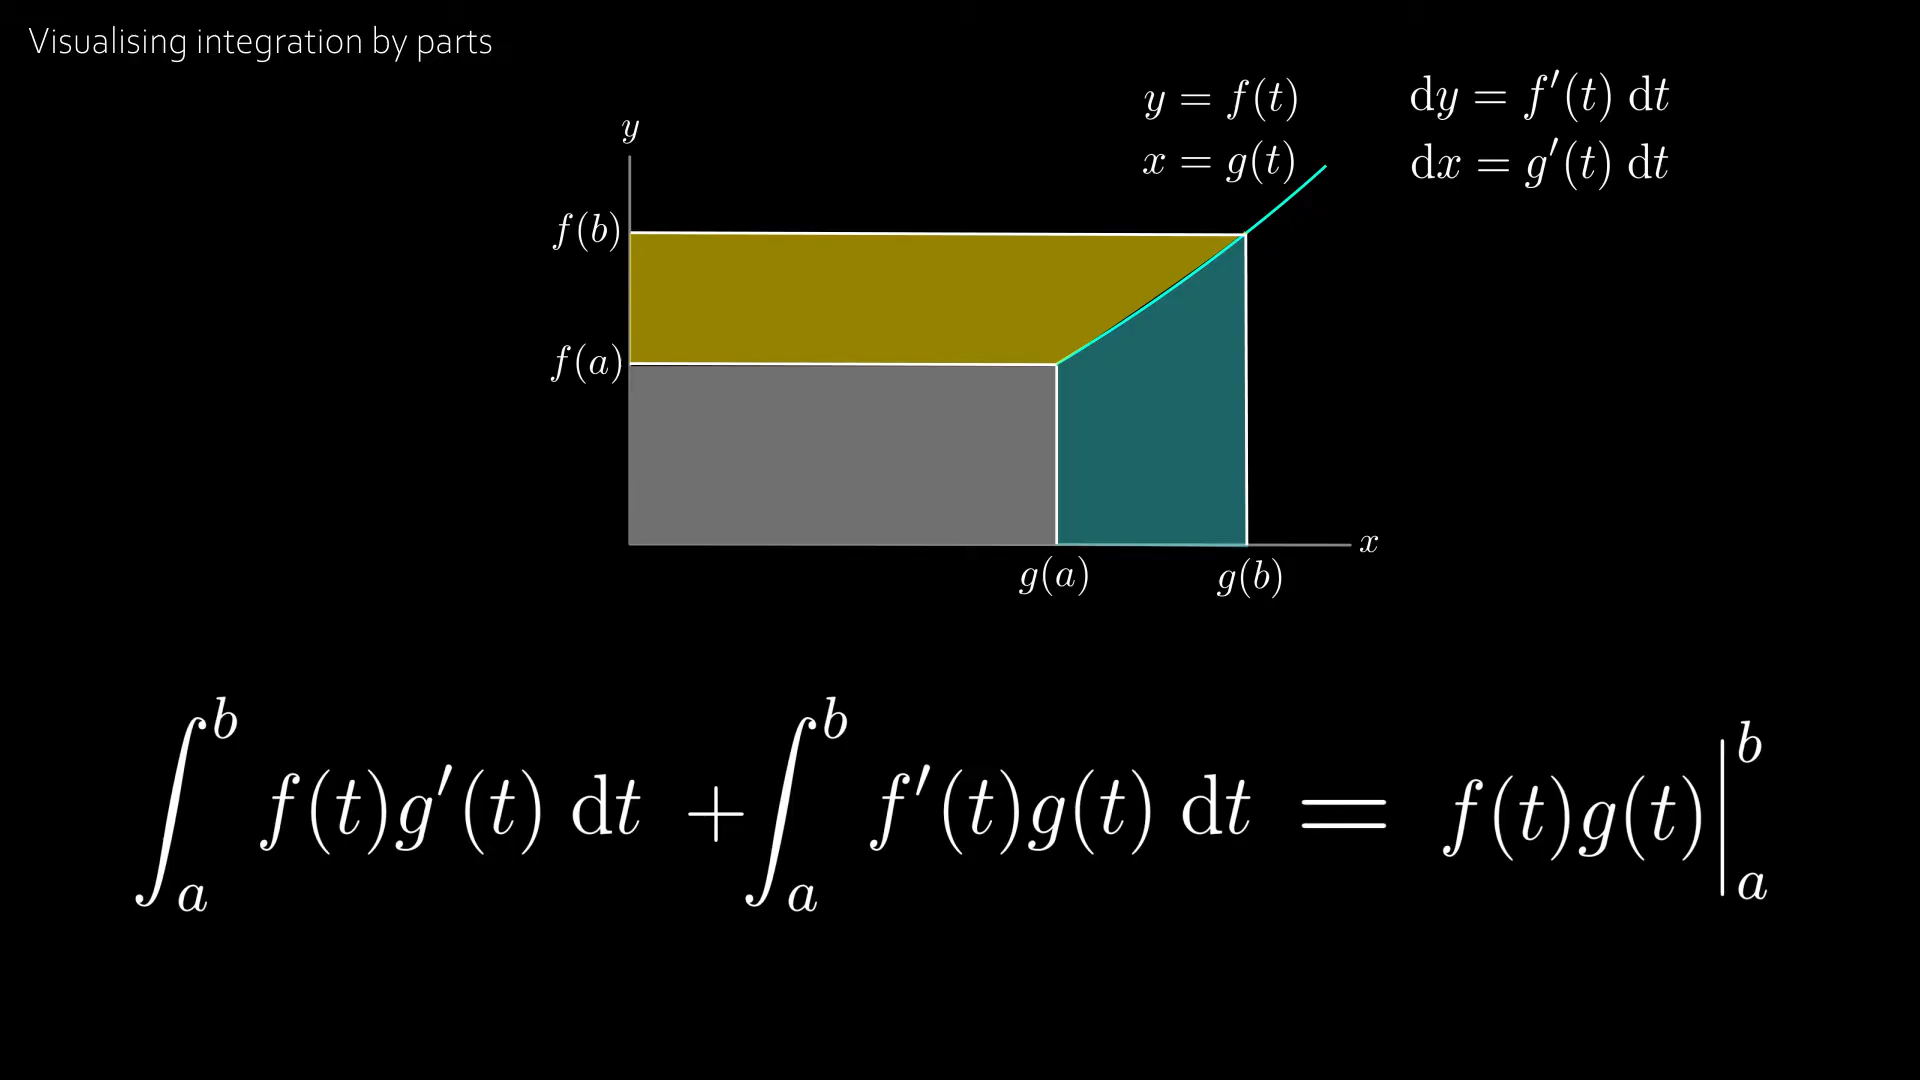 Visualising integration by parts
y = f(t)
dy = f′(t) dt
x = g(t)
dx = g′(t) dt
y
f(b)
f(a)
x
g(a)
g(b)
∫_a^b f(t)g′(t) dt + ∫_a^b f′(t)g(t) dt = f(t)g(t)|_a^b